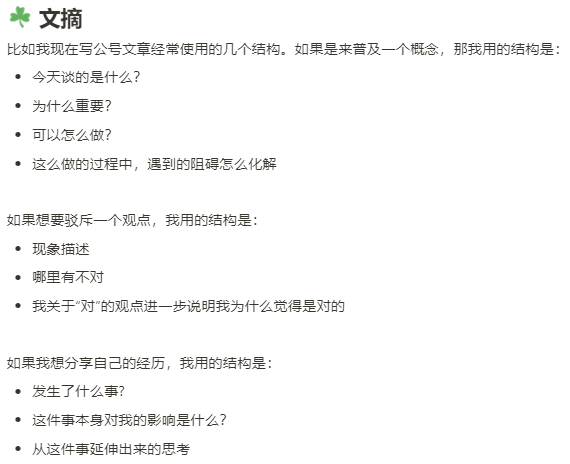 文摘
比如我现在写公号文章经常使用的几个结构。如果是来普及一个概念，那我用的结构是：
今天谈的是什么？
为什么重要？
可以怎么做？
这么做的过程中，遇到的阻碍怎么化解
如果想要驳斥一个观点，我用的结构是：
现象描述
哪里有不对
我关于“对”的观点进一步说明我为什么觉得是对的
如果我想分享自己的经历，我用的结构是：
发生了什么事?
这件事本身对我的影响是什么？
从这件事延伸出来的思考